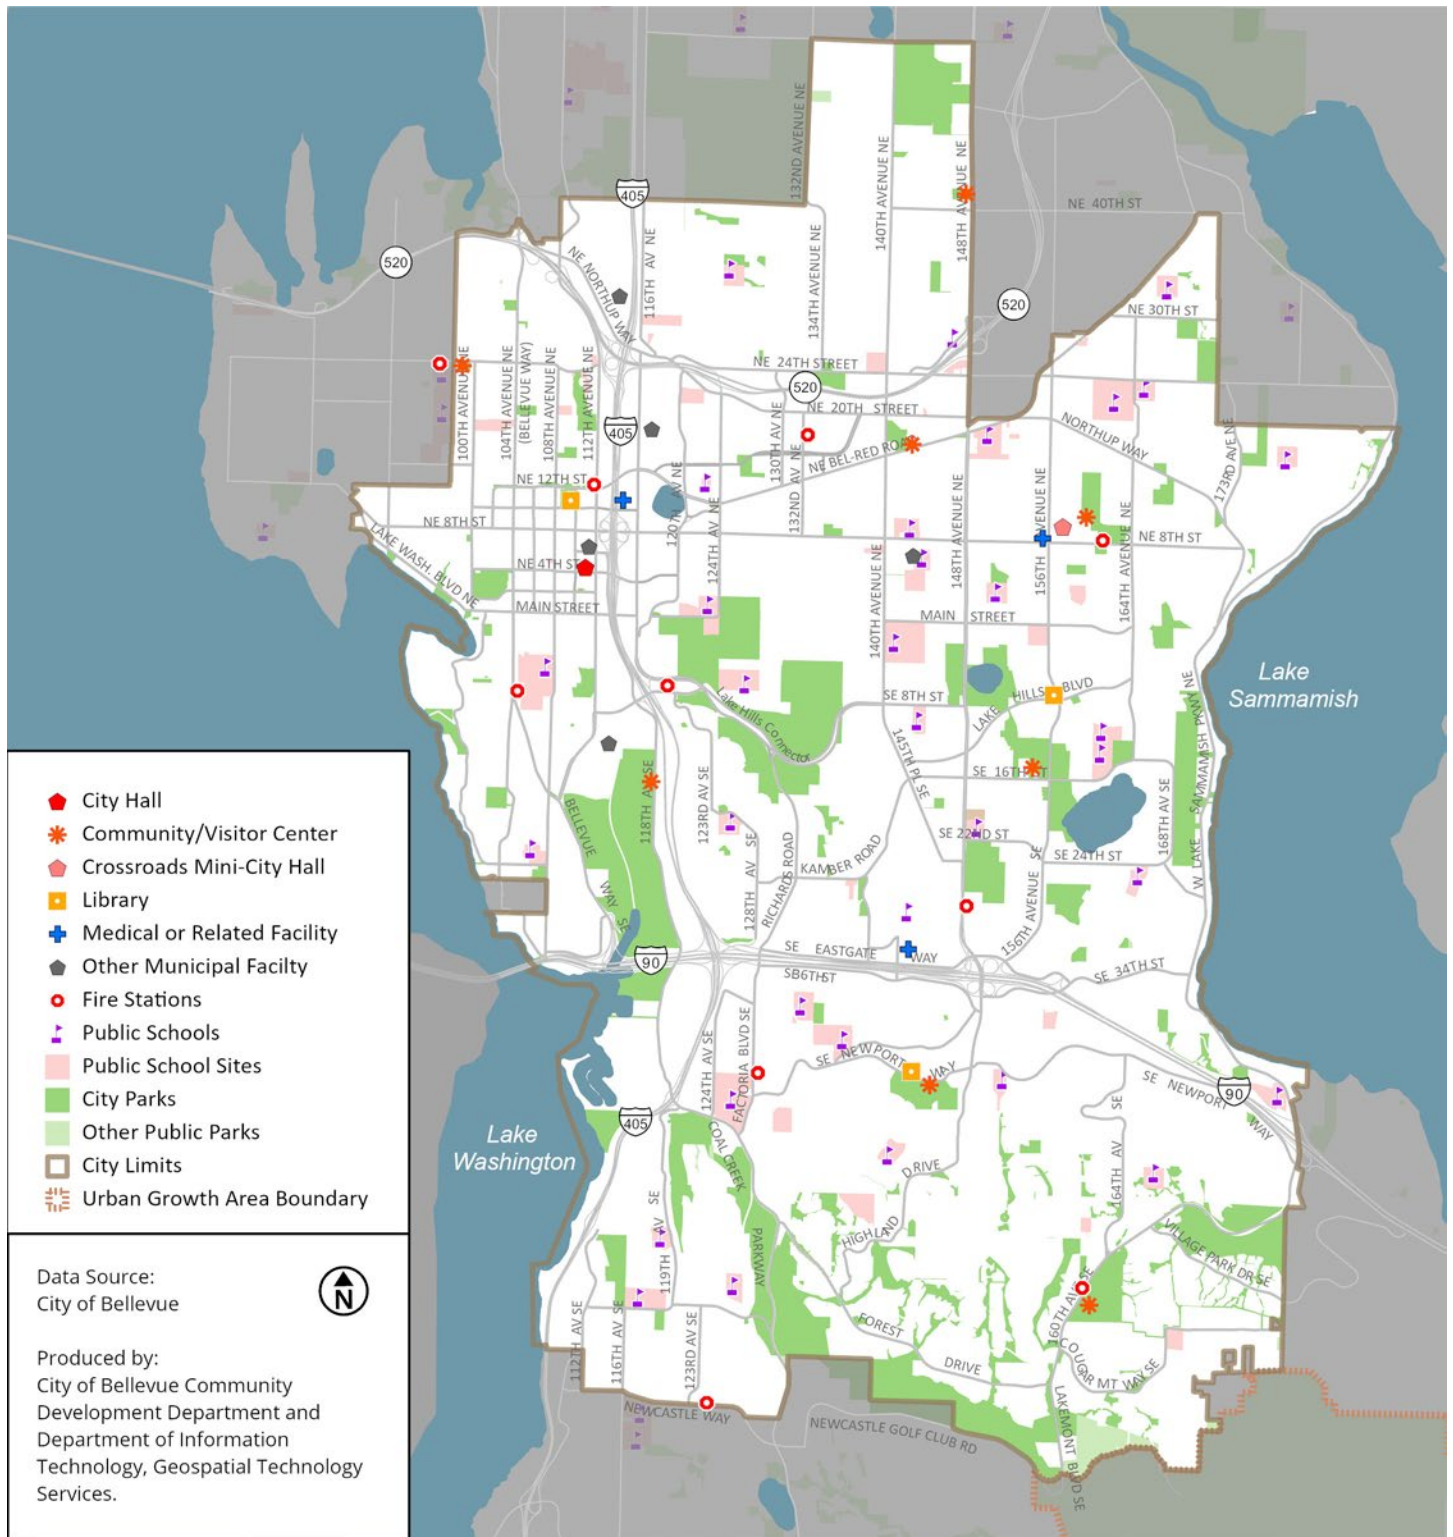 132ND AVENUE NE
140TH AVENUE NE
148TH AVENUE NE
405
NE 40TH ST
520
NE NORTHUP WAY
116TH AV NE
134TH AVENUE NE
520
NE 30TH ST
NE 24TH STREET
520
100TH AVENUE NE
104TH AVENUE NE
(BELLEVUE WAY)
108TH AVENUE NE
112TH AVENUE NE
405
NE 20TH STREET
130TH AV NE
NE BEL-RED ROAD
NORTHUP WAY
173RD AVE NE
NE 12TH ST
120TH AV NE
124TH AV NE
132ND AV NE
148TH AVENUE NE
156TH AVENUE NE
164TH AVENUE NE
NE 8TH ST
NE 8TH ST
LAKE WASH. BLVD NE
NE 4TH ST
MAIN STREET
140TH AVENUE NE
MAIN STREET
Lake
Sammamish
Lake Hills Connector
SE 8TH ST
LAKE HILLS BLVD
W LAKE SAMMAMISH PKWY NE
145TH PL SE
SE 16TH ST
118TH AV SE
123RD AV SE
BELLEVUE WAY SE
128TH AV SE
RICHARDS ROAD
KAMBER ROAD
SE 22ND ST
SE 24TH ST
168TH AV SE
156TH AVENUE SE
SE EASTGATE WAY
90
SB6TH ST
SE 34TH ST
124TH AV SE
FACTORIA BLVD SE
SE NEWPORT WAY
SE NEWPORT WAY
90
405
COAL CREEK PARKWAY
Lake
Washington
164TH AV SE
HIGHLAND DRIVE
119TH AV SE
VILLAGE PARK DR SE
160TH AVE SE
FOREST DRIVE
COUGAR MT WAY SE
112TH AV SE
116TH AV SE
123RD AV SE
NEWCASTLE WAY
NEWCASTLE GOLF CLUB RD
LAKEMONT BLVD SE
City Hall
Community/Visitor Center
Crossroads Mini-City Hall
Library
Medical or Related Facility
Other Municipal Facilty
Fire Stations
Public Schools
Public School Sites
City Parks
Other Public Parks
City Limits
Urban Growth Area Boundary
Data Source:
City of Bellevue
N
Produced by:
City of Bellevue Community
Development Department and
Department of Information
Technology, Geospatial Technology
Services.